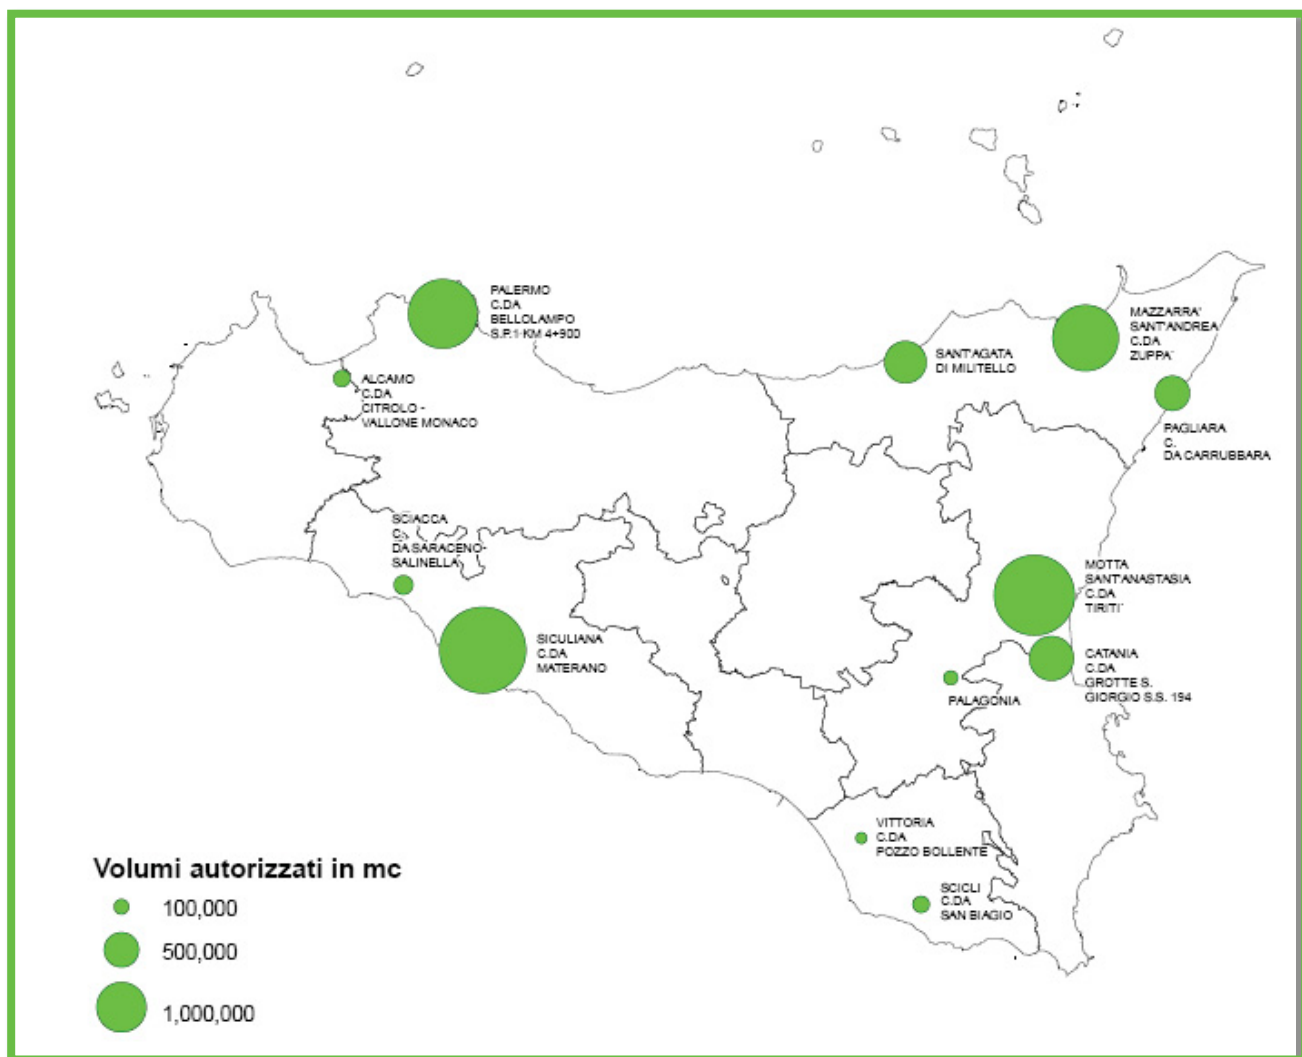 PALERMO
C.DA
BELLOLAMPO
S.P.1-KM 4+900
MAZZARRA'
SANT'ANDREA
C.DA
ZUPPA'
SANT'AGATA
DI MILITELLO
ALCAMO
C.DA
CITROLO -
VALLONE MONACO
PAGLIARA
C.
DA CARRUBBARA
SCIACCA
C.
DA SARACENO-
SALINELLA
MOTTA
SANT'ANASTASIA
C.DA
TIRITI'
SICULIANA
C.DA
MATERANO
CATANIA
C.DA
GROTTE S.
GIORGIO S.S. 194
PALAGONIA
VITTORIA
C.DA
POZZO BOLLENTE
SCICLI
C.DA
SAN BIAGIO
Volumi autorizzati in mc
100,000
500,000
1,000,000